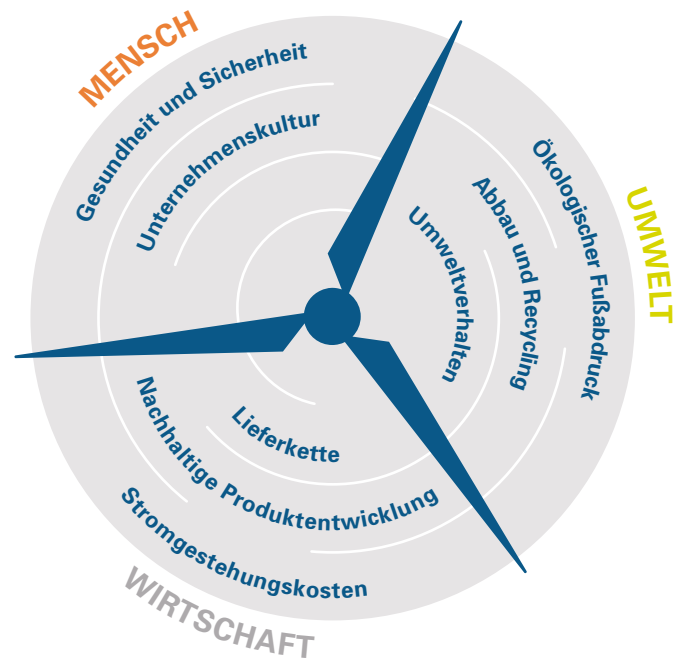 MENSCH
Gesundheit und Sicherheit
Unternehmenskultur
UMWELT
Ökologischer Fußabdruck
Abbau und Recycling
Umweltverhalten
Lieferkette
Nachhaltige Produktentwicklung
Stromgestehungskosten
WIRTSCHAFT